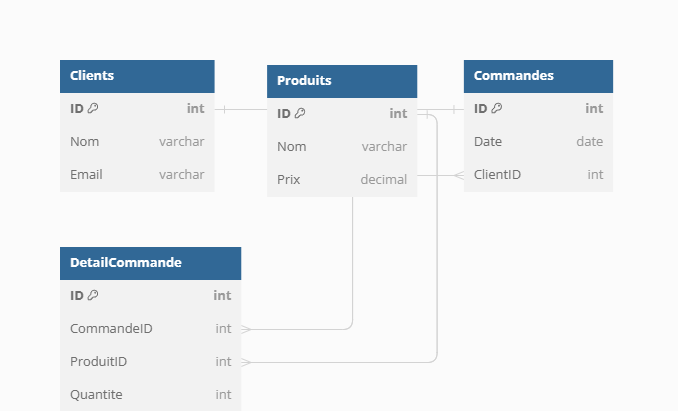 Clients
ID int
Nom varchar
Email varchar
Produits
ID int
Nom varchar
Prix decimal
Commandes
ID int
Date date
ClientID int
DetailCommande
ID int
CommandeID int
ProduitID int
Quantite int